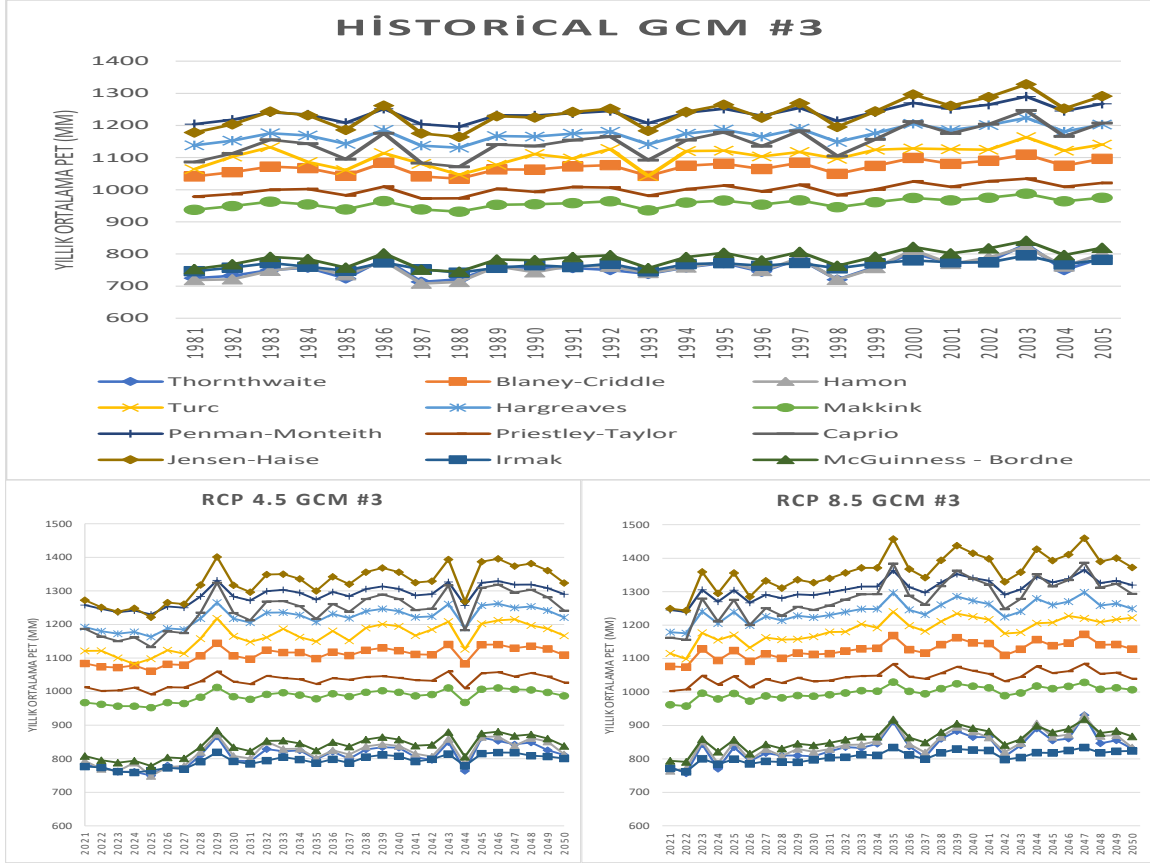 HİSTORİCAL GCM #3
YILLIK ORTALAMA PET (MM)
1400
1300
1200
1100
1000
900
800
700
600
1981 1982 1983 1984 1985 1986 1987 1988 1989 1990 1991 1992 1993 1994 1995 1996 1997 1998 1999 2000 2001 2002 2003 2004 2005
Thornthwaite Blaney-Criddle Hamon
Turc Hargreaves Makkink
Penman-Monteith Priestley-Taylor Caprio
Jensen-Haise Irmak McGuinness - Bordne
RCP 4.5 GCM #3
YILLIK ORTALAMA PET (MM)
1500
1400
1300
1200
1100
1000
900
800
700
600
2021 2022 2023 2024 2025 2026 2027 2028 2029 2030 2031 2032 2033 2034 2035 2036 2037 2038 2039 2040 2041 2042 2043 2044 2045 2046 2047 2048 2049 2050
RCP 8.5 GCM #3
YILLIK ORTALAMA PET (MM)
1500
1400
1300
1200
1100
1000
900
800
700
600
2021 2022 2023 2024 2025 2026 2027 2028 2029 2030 2031 2032 2033 2034 2035 2036 2037 2038 2039 2040 2041 2042 2043 2044 2045 2046 2047 2048 2049 2050